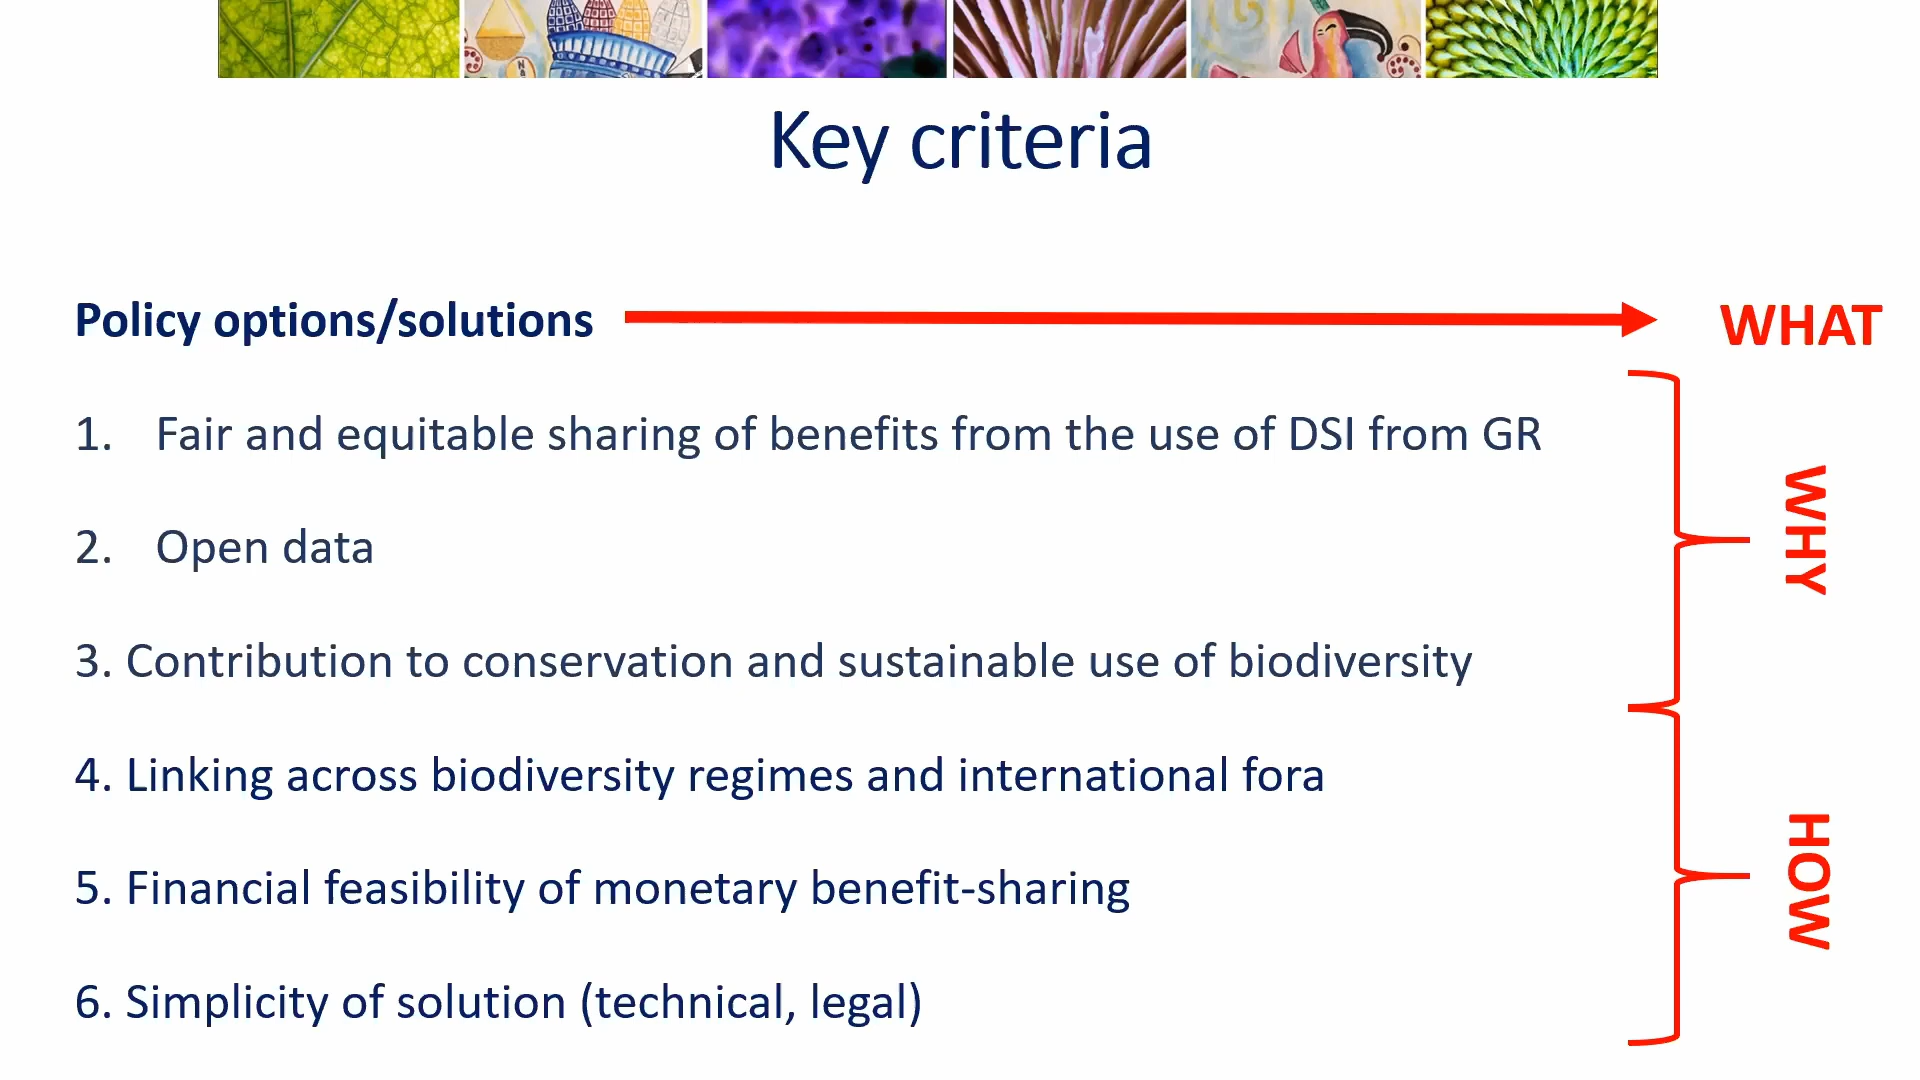 Key criteria
Policy options/solutions
WHAT
1. Fair and equitable sharing of benefits from the use of DSI from GR
2. Open data
3. Contribution to conservation and sustainable use of biodiversity
WHY
4. Linking across biodiversity regimes and international fora
5. Financial feasibility of monetary benefit-sharing
6. Simplicity of solution (technical, legal)
HOW